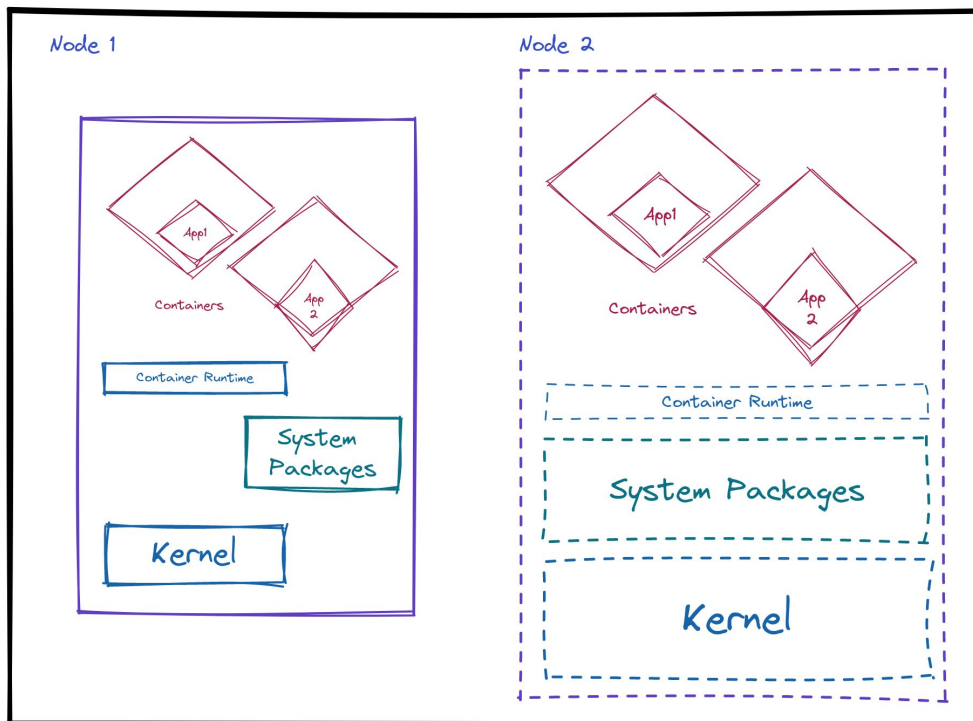 Node 1
App1
App
2
Containers
Container Runtime
System
Packages
Kernel
Node 2
App1
App
2
Containers
Container Runtime
System Packages
Kernel